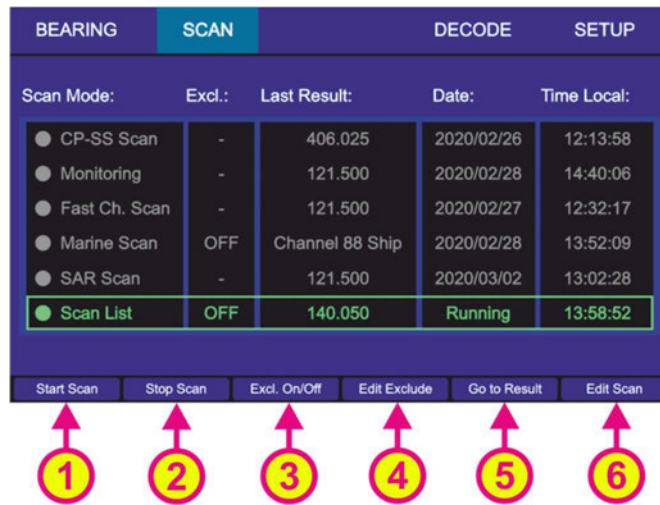 BEARING SCAN DECODE SETUP
Scan Mode: Excl.: Last Result: Date: Time Local:
CP-SS Scan - 406.025 2020/02/26 12:13:58
Monitoring - 121.500 2020/02/28 14:40:06
Fast Ch. Scan - 121.500 2020/02/27 12:32:17
Marine Scan OFF Channel 88 Ship 2020/02/28 13:52:09
SAR Scan - 121.500 2020/03/02 13:02:28
Scan List OFF 140.050 Running 13:58:52
Start Scan Stop Scan Excl. On/Off Edit Exclude Go to Result Edit Scan
1 2 3 4 5 6